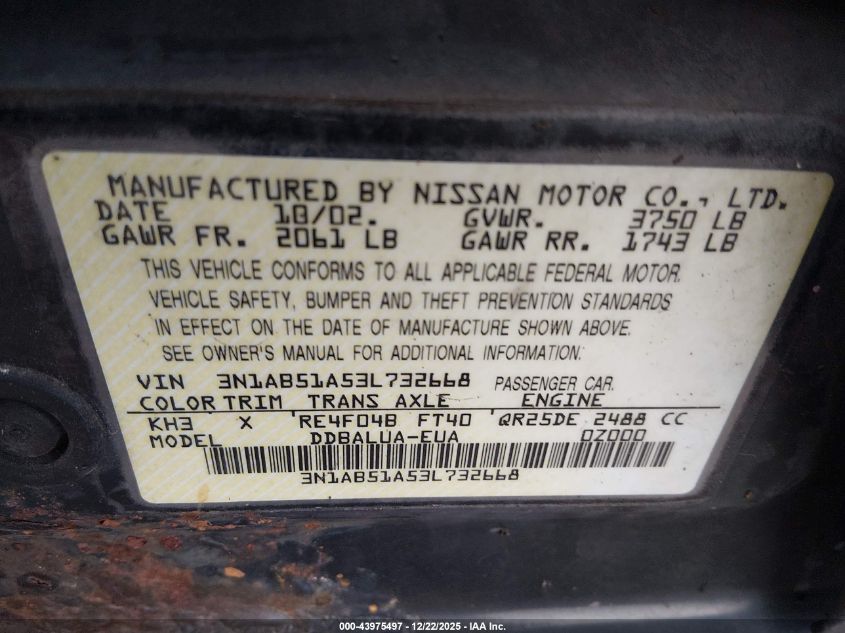 MANUFACTURED BY NISSAN MOTOR CO., LTD.
DATE 10/02. GVWR. 3750 LB
GAWR FR. 2061 LB GAWR RR. 1743 LB
THIS VEHICLE CONFORMS TO ALL APPLICABLE FEDERAL MOTOR
VEHICLE SAFETY, BUMPER AND THEFT PREVENTION STANDARDS
IN EFFECT ON THE DATE OF MANUFACTURE SHOWN ABOVE.
SEE OWNER'S MANUAL FOR ADDITIONAL INFORMATION.
VIN 3N1AB51A53L732668 PASSENGER CAR.
COLOR TRIM TRANS AXLE ENGINE
KH3 X RE4F04B FT40 QR25DE 2488 CC
MODEL DDBALUA-EUA 0Z000
3N1AB51A53L732668
000-43975497 - 12/22/2025 - IAA Inc.